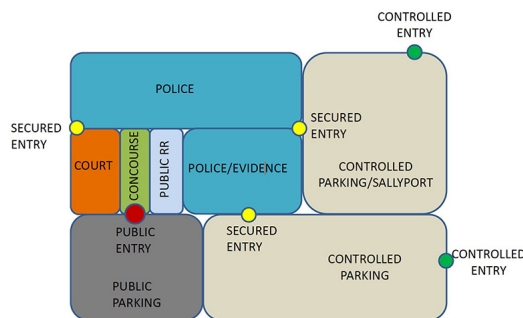 CONTROLLED
ENTRY
POLICE
SECURED
ENTRY
SECURED
ENTRY
COURT
CONCOURSE
PUBLIC RR
POLICE/EVIDENCE
CONTROLLED
PARKING/SALLYPORT
PUBLIC
ENTRY
SECURED
ENTRY
CONTROLLED
PARKING
CONTROLLED
ENTRY
PUBLIC
PARKING